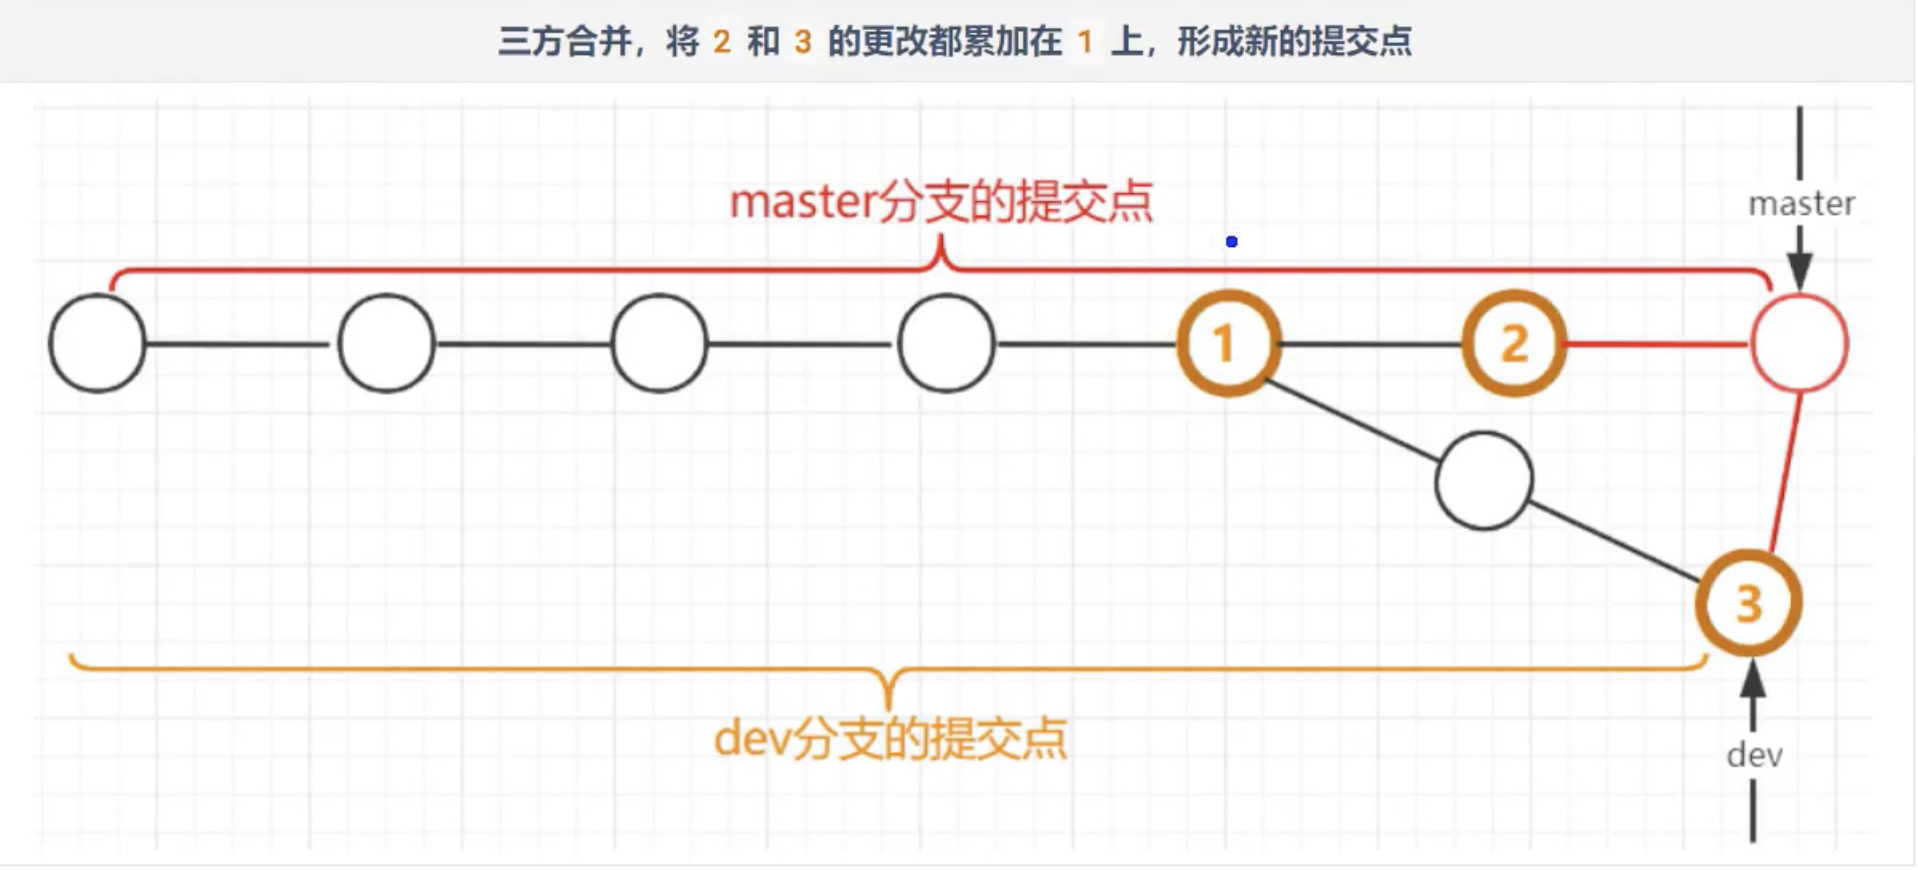 三方合并，将 2 和 3 的更改都累加在 1 上，形成新的提交点
master分支的提交点
master
1
2
3
dev分支的提交点
dev